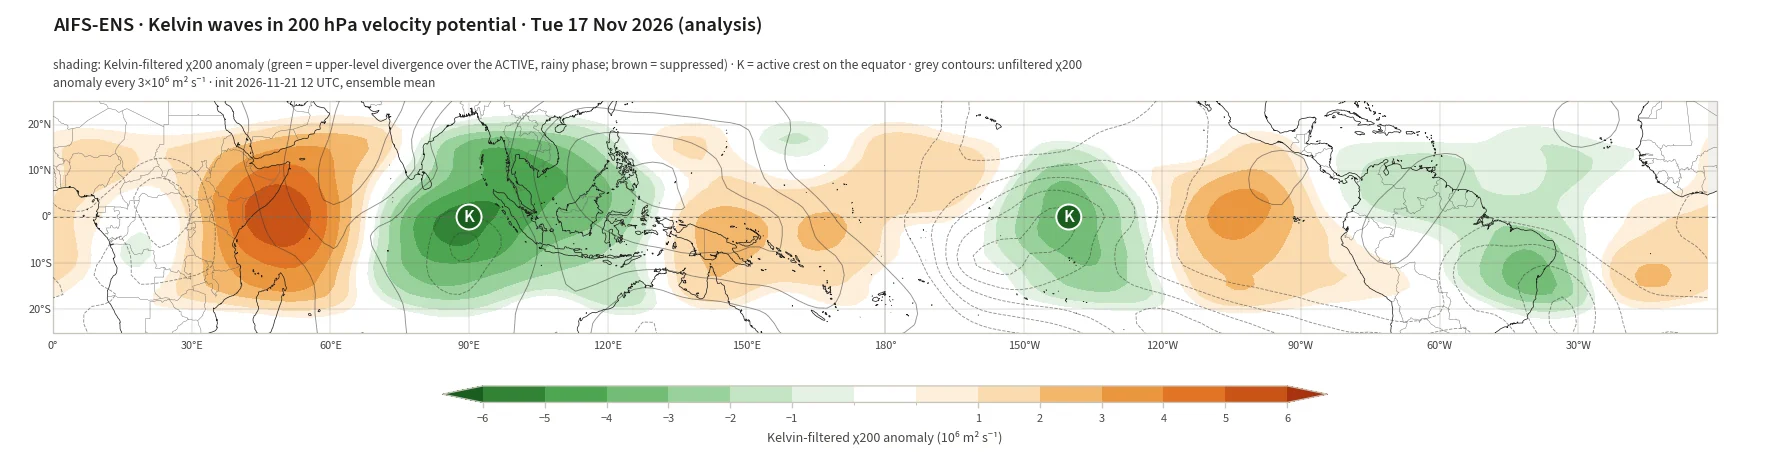 AIFS-ENS · Kelvin waves in 200 hPa velocity potential · Tue 17 Nov 2026 (analysis)
shading: Kelvin-filtered χ200 anomaly (green = upper-level divergence over the ACTIVE, rainy phase; brown = suppressed) · K = active crest on the equator · grey contours: unfiltered χ200
anomaly every 3×10⁶ m² s⁻¹ · init 2026-11-21 12 UTC, ensemble mean
20°N
10°N
0°
10°S
20°S
K
K
0° 30°E 60°E 90°E 120°E 150°E 180° 150°W 120°W 90°W 60°W 30°W
−6 −5 −4 −3 −2 −1 1 2 3 4 5 6
Kelvin-filtered χ200 anomaly (10⁶ m² s⁻¹)